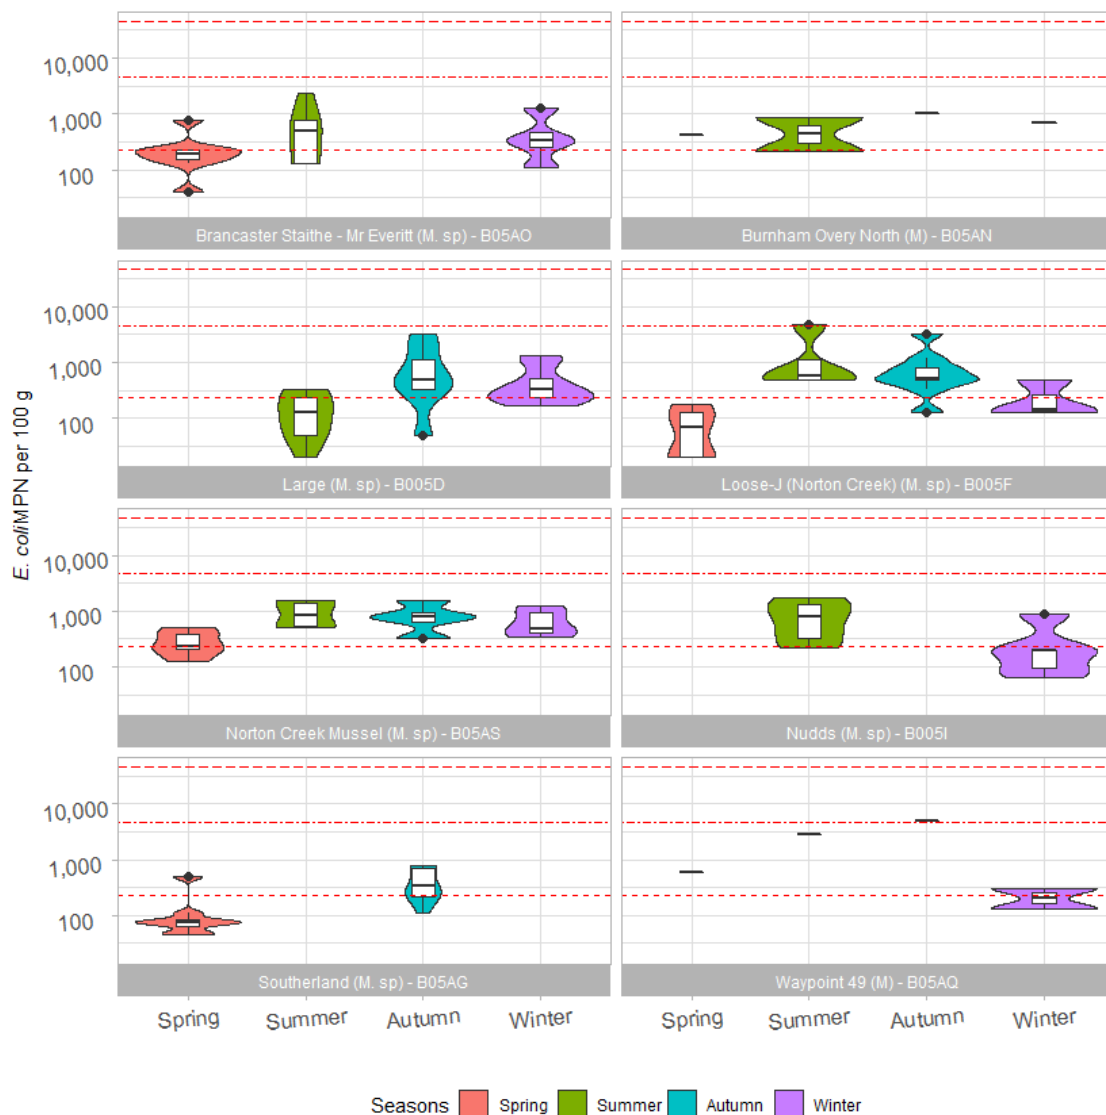 10,000
1,000
100
Brancaster Staithe - Mr Everitt (M. sp) - B05AO
Burnham Overy North (M) - B05AN
10,000
1,000
100
Large (M. sp) - B005D
Loose-J (Norton Creek) (M. sp) - B005F
E. coli/MPN per 100 g
10,000
1,000
100
Norton Creek Mussel (M. sp) - B05AS
Nudds (M. sp) - B005I
10,000
1,000
100
Southerland (M. sp) - B05AG
Waypoint 49 (M) - B05AQ
Spring Summer Autumn Winter
Spring Summer Autumn Winter
Seasons Spring Summer Autumn Winter